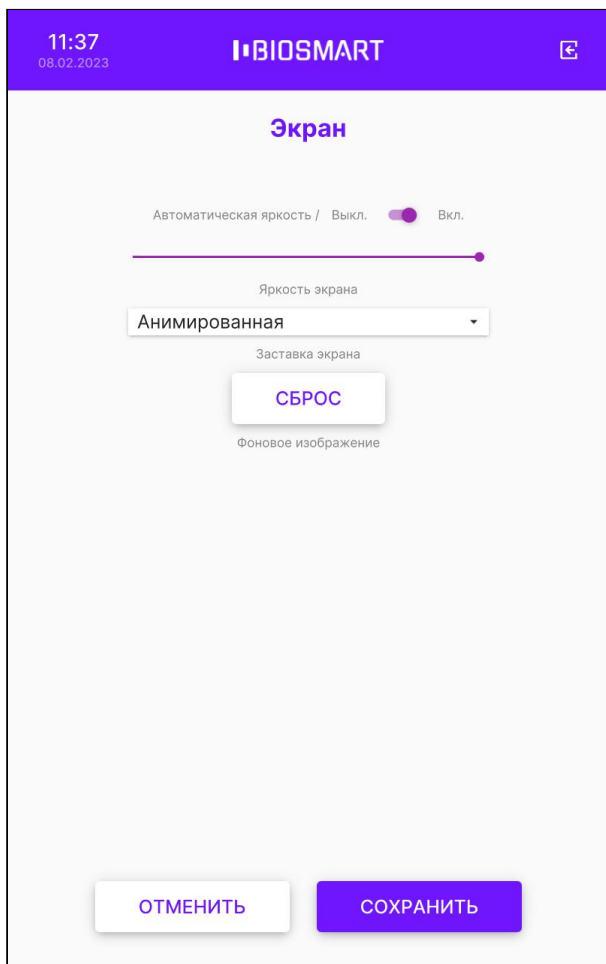 11:37
08.02.2023
BIOSMART
Экран
Автоматическая яркость / Выкл. Вкл.
Яркость экрана
Анимированная
Заставка экрана
СБРОС
Фоновое изображение
ОТМЕНИТЬ СОХРАНИТЬ